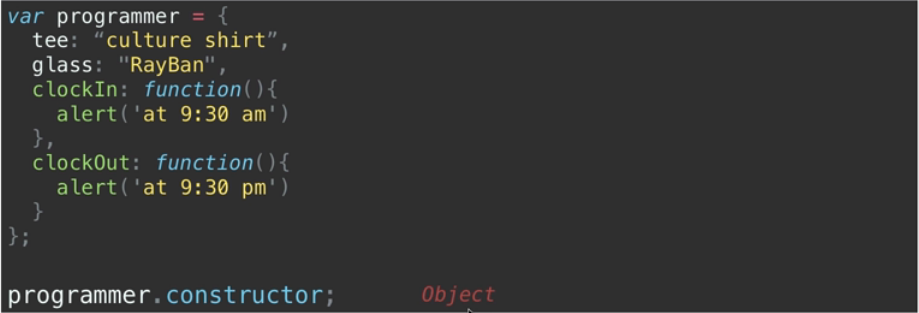 var programmer = {
  tee: “culture shirt”,
  glass: "RayBan",
  clockIn: function(){
    alert('at 9:30 am')
  },
  clockOut: function(){
    alert('at 9:30 pm')
  }
};
programmer.constructor; Object